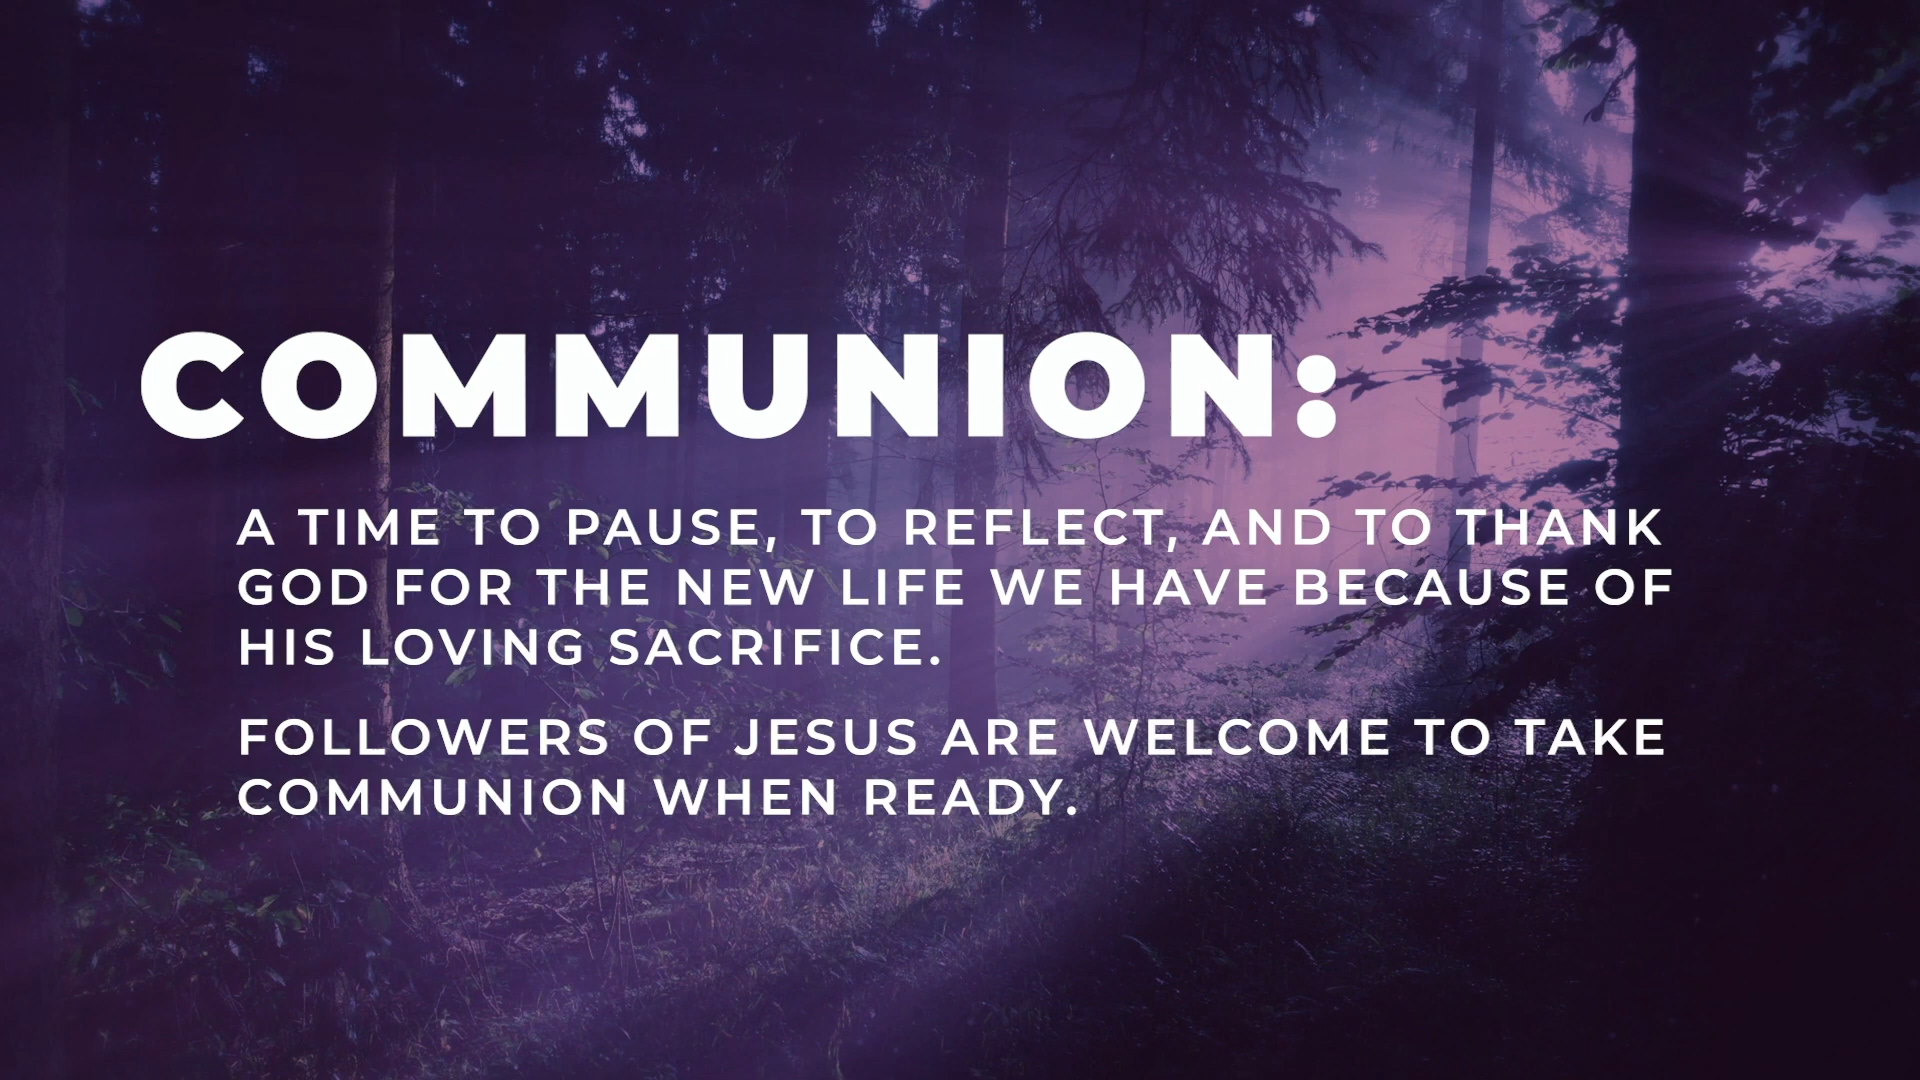 COMMUNION:
A TIME TO PAUSE, TO REFLECT, AND TO THANK
GOD FOR THE NEW LIFE WE HAVE BECAUSE OF
HIS LOVING SACRIFICE.
FOLLOWERS OF JESUS ARE WELCOME TO TAKE
COMMUNION WHEN READY.